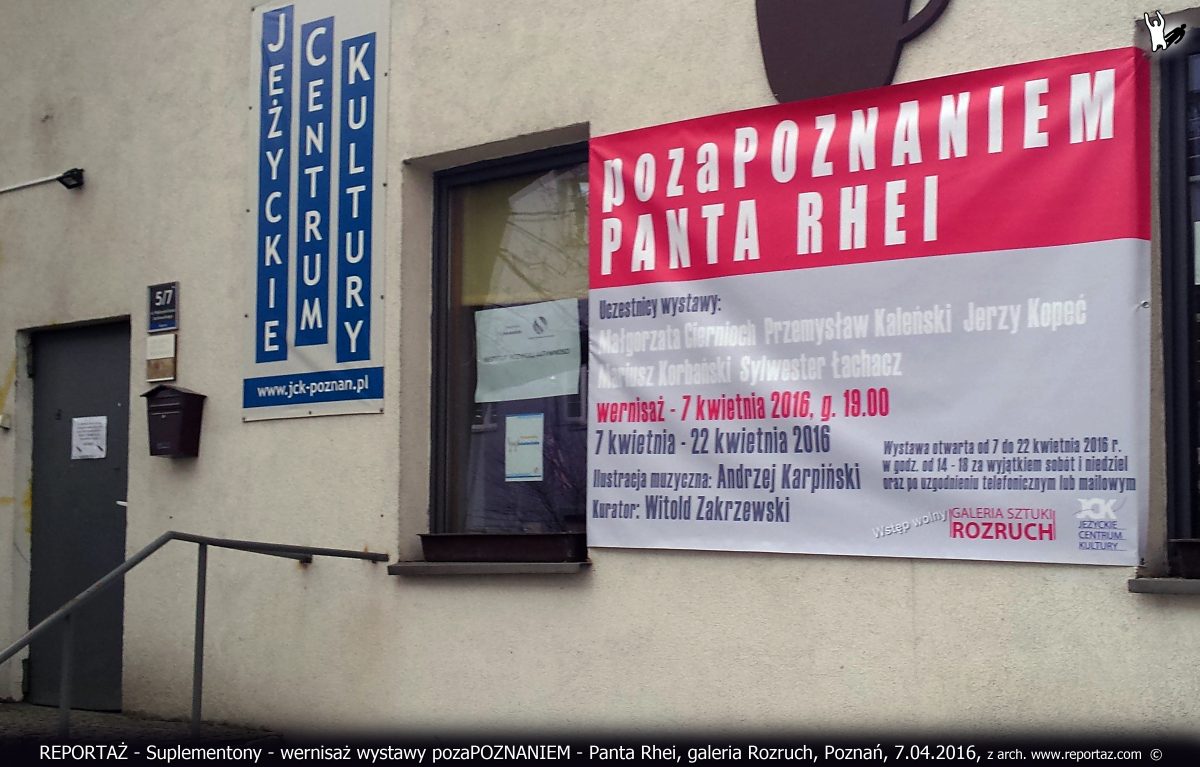 JEŻYCKIE
CENTRUM
KULTURY
www.jck-poznan.pl
5/7
pozaPOZNANIEM
PANTA RHEI
Uczestnicy wystawy:
Małgorzata Ciernioch Przemysław Kaleński Jerzy Kopeć
Mariusz Korbański Sylwester Łachacz
wernisaż - 7 kwietnia 2016, g. 19.00
7 kwietnia - 22 kwietnia 2016
Ilustracja muzyczna: Andrzej Karpiński
Kurator: Witold Zakrzewski
Wystawa otwarta od 7 do 22 kwietnia 2016 r.
w godz. od 14 - 18 za wyjątkiem sobót i niedziel
oraz po uzgodnieniu telefonicznym lub mailowym
Wstęp wolny
GALERIA SZTUKI
ROZRUCH
JCK
JEŻYCKIE
CENTRUM
KULTURY
REPORTAŻ - Suplementony - wernisaż wystawy pozaPOZNANIEM - Panta Rhei, galeria Rozruch, Poznań, 7.04.2016, z arch. www.reportaz.com ©